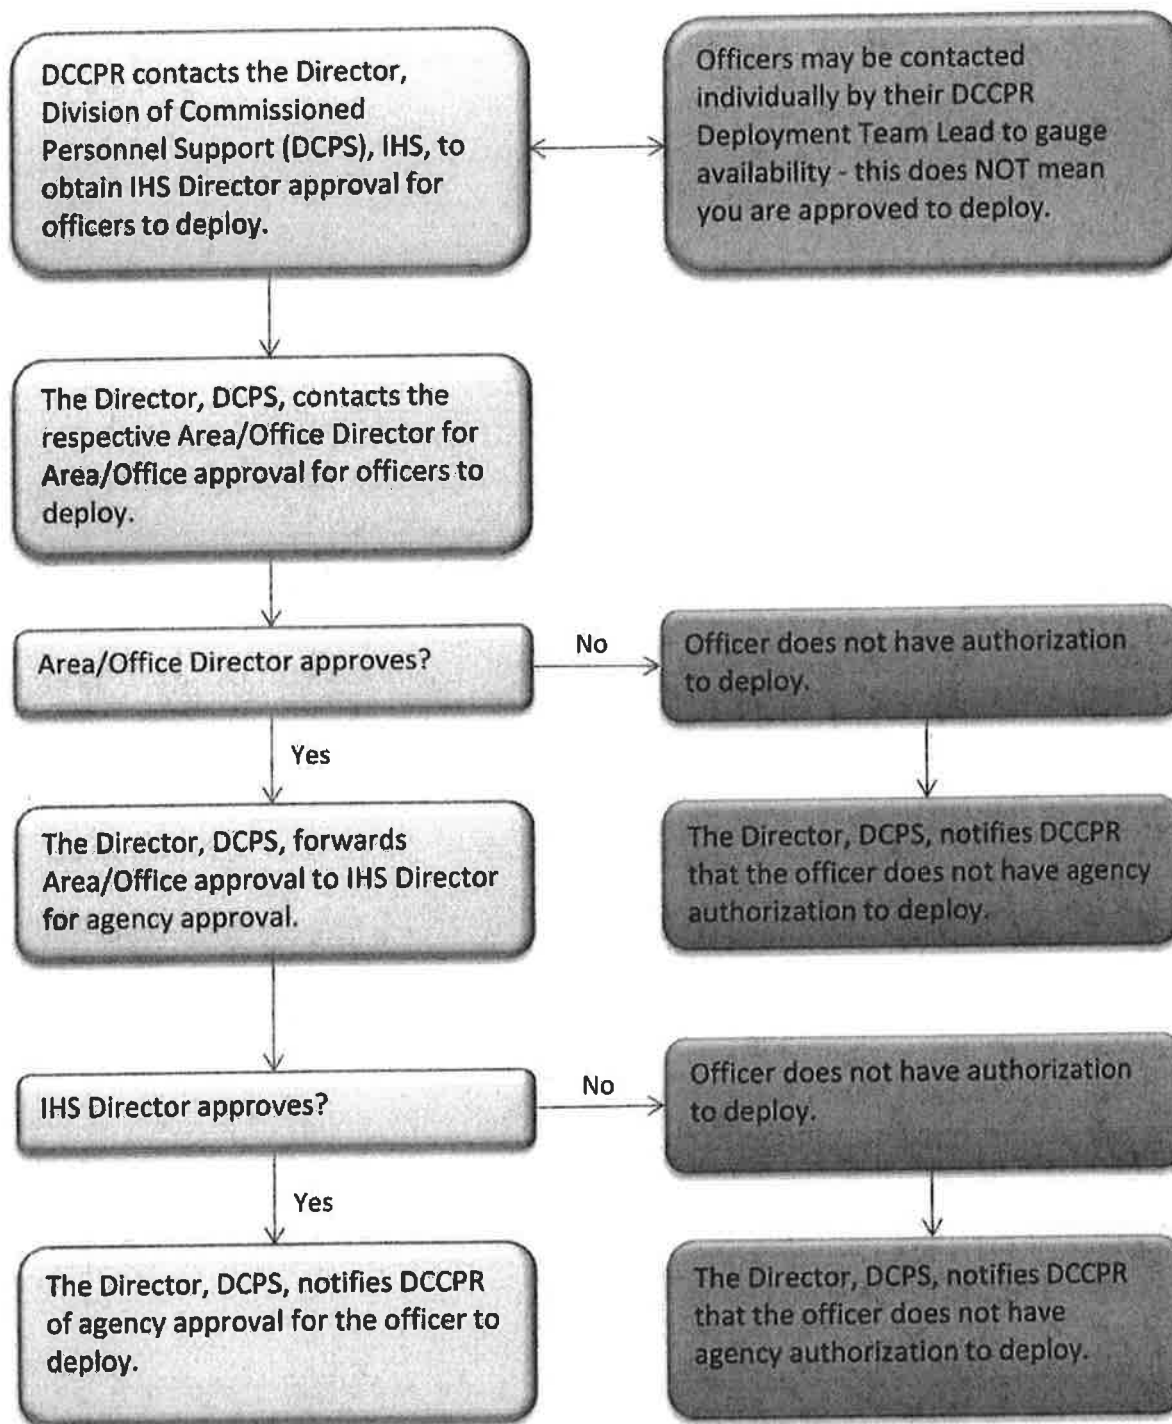 DCCPR contacts the Director,
Division of Commissioned
Personnel Support (DCPS), IHS, to
obtain IHS Director approval for
officers to deploy.
Officers may be contacted
individually by their DCCPR
Deployment Team Lead to gauge
availability - this does NOT mean
you are approved to deploy.
The Director, DCPS, contacts the
respective Area/Office Director for
Area/Office approval for officers to
deploy.
Area/Office Director approves?
No
Officer does not have authorization
to deploy.
Yes
The Director, DCPS, forwards
Area/Office approval to IHS Director
for agency approval.
The Director, DCPS, notifies DCCPR
that the officer does not have agency
authorization to deploy.
IHS Director approves?
No
Officer does not have authorization
to deploy.
Yes
The Director, DCPS, notifies DCCPR
of agency approval for the officer to
deploy.
The Director, DCPS, notifies DCCPR
that the officer does not have
agency authorization to deploy.